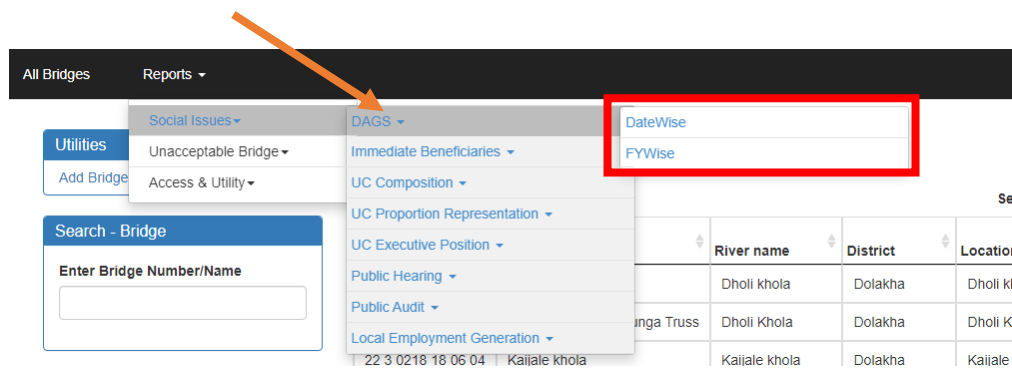 All Bridges Reports
Social Issues DAGS DateWise
Utilities Unacceptable Bridge Immediate Beneficiaries FYWise
Add Bridge Access & Utility UC Composition
UC Proportion Representation
Search - Bridge UC Executive Position River name District
Enter Bridge Number/Name Public Hearing Dholi khola Dolakha
Public Audit Truss Dholi Khola Dolakha Dholi
Local Employment Generation
22 3 0218 18 06 04 Kaijale khola Kaijale khola Dolakha Kaijale